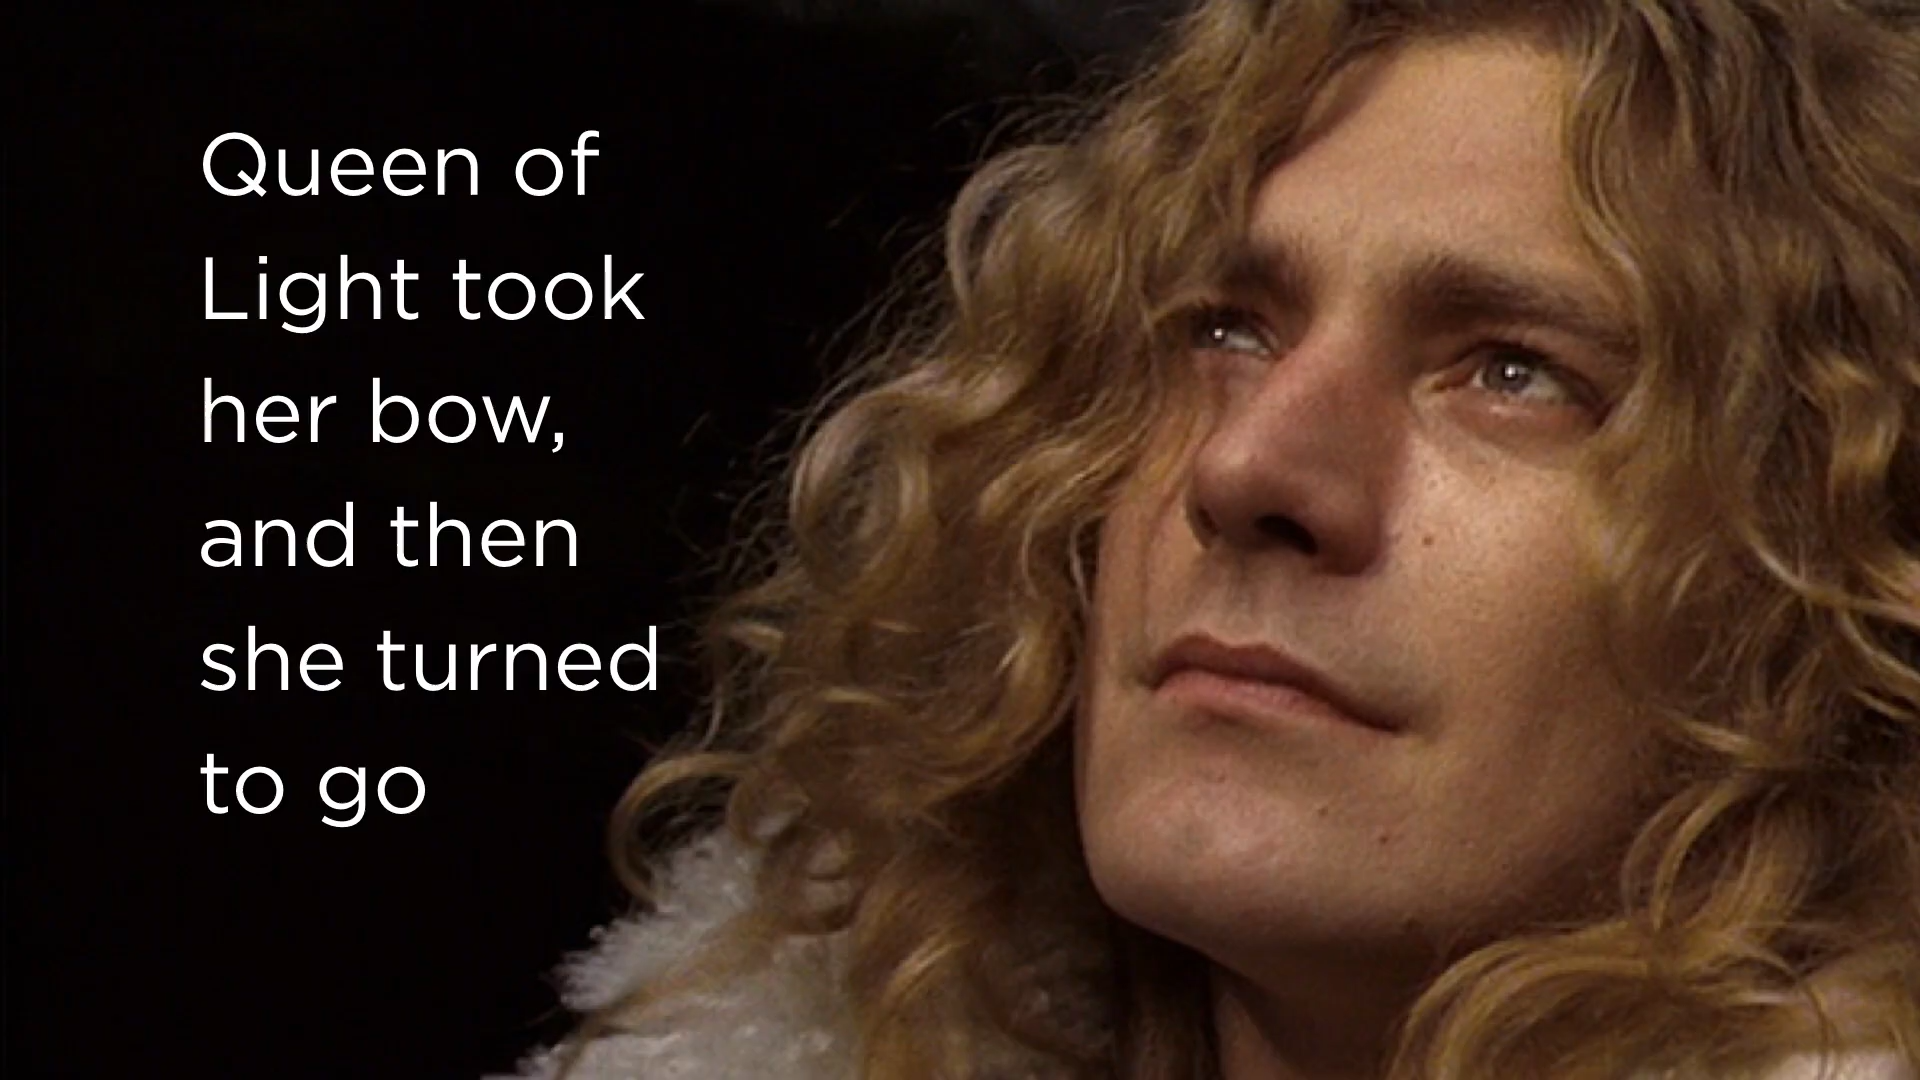 Queen of
Light took
her bow,
and then
she turned
to go